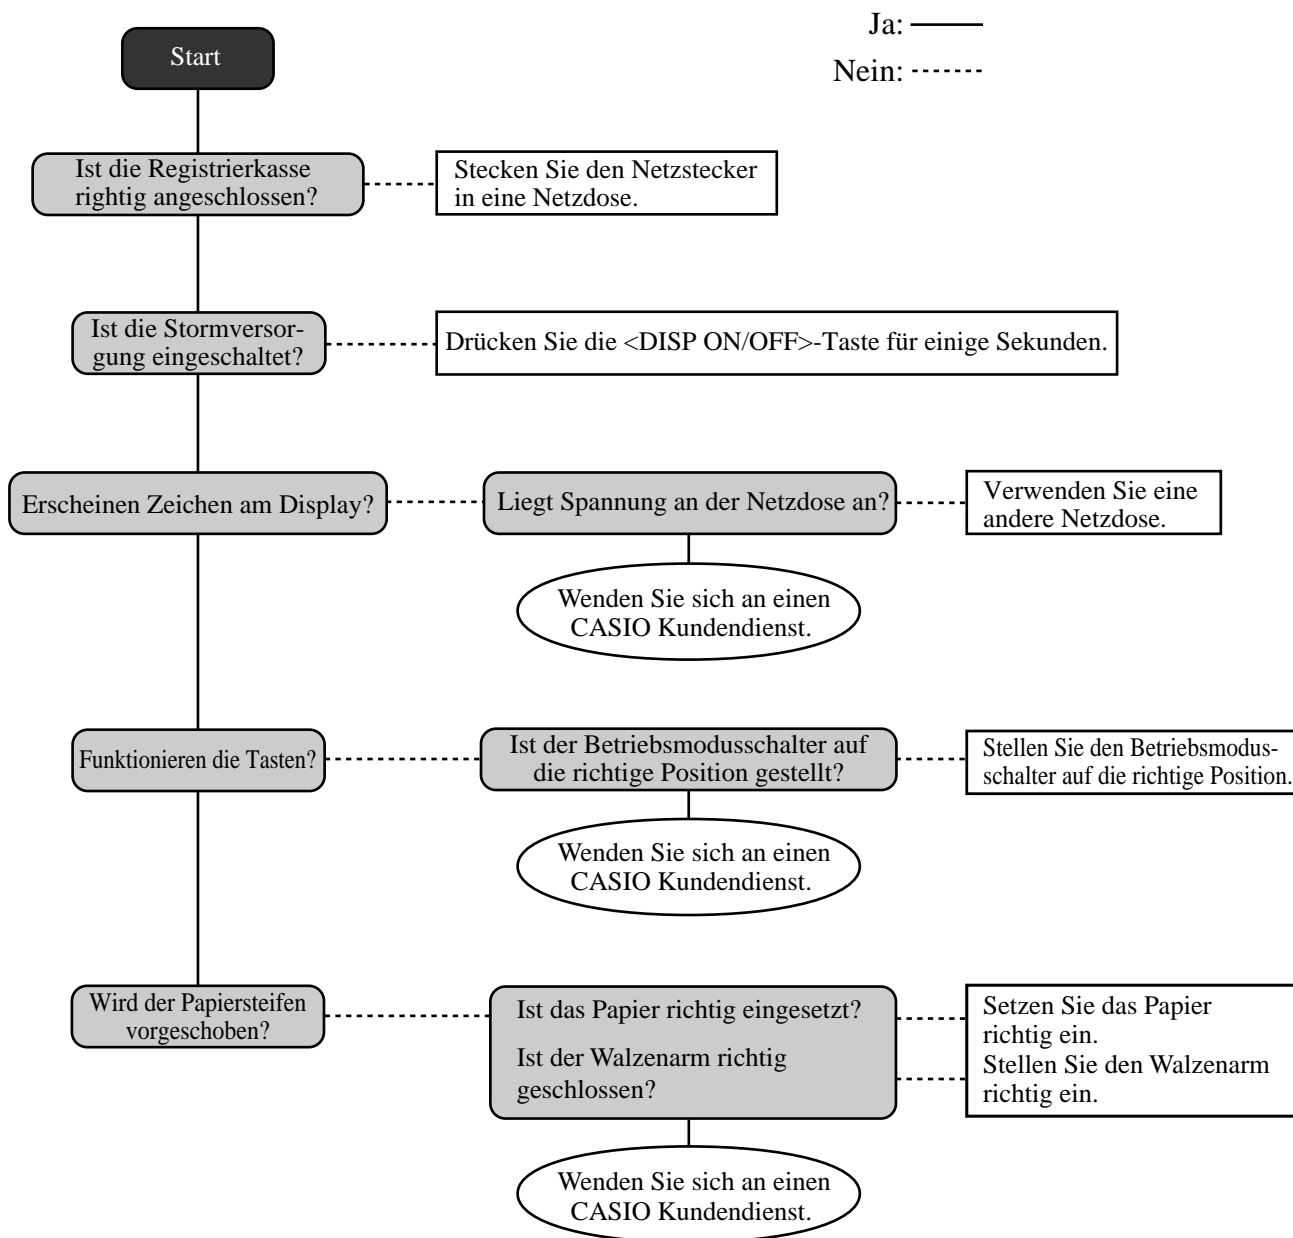 Ja:
Nein:
Start
Ist die Registrierkasse
rightig angeschlossen?
Stecken Sie den Netzstecker
in eine Netzdose.
Ist die Stormversor-
gung eingeschaltet?
Drücken Sie die <DISP ON/OFF>-Taste für einige Sekunden.
Erscheinen Zeichen am Display?
Liegt Spannung an der Netzdose an?
Verwenden Sie eine
andere Netzdose.
Wenden Sie sich an einen
CASIO Kundendienst.
Funktionieren die Tasten?
Ist der Betriebsmodusschalter auf
die richtige Position gestellt?
Stellen Sie den Betriebsmodus-
schalter auf die richtige Position.
Wenden Sie sich an einen
CASIO Kundendienst.
Wird der Papiersteifen
vorgeschoben?
Ist das Papier richtig eingesetzt?
Ist der Walzenarm richtig
geschlossen?
Setzen Sie das Papier
richtig ein.
Stellen Sie den Walzenarm
richtig ein.
Wenden Sie sich an einen
CASIO Kundendienst.